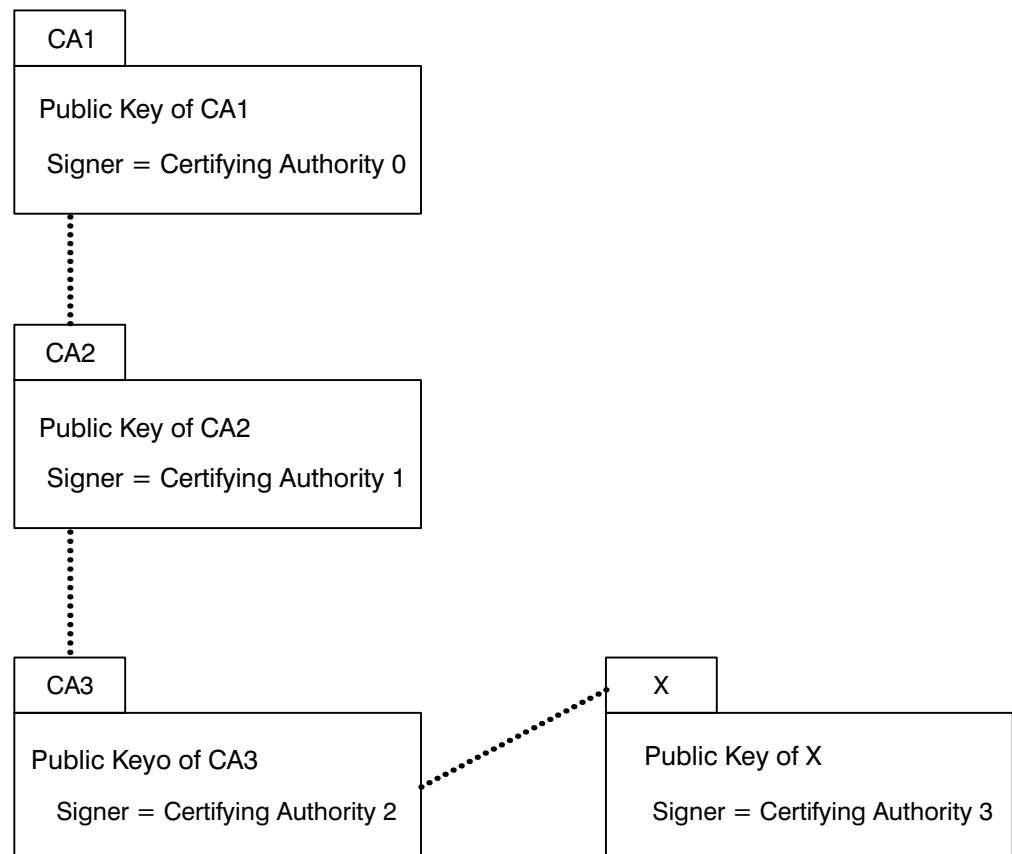 CA1
Public Key of CA1
Signer = Certifying Authority 0
CA2
Public Key of CA2
Signer = Certifying Authority 1
CA3
Public Keyo of CA3
Signer = Certifying Authority 2
X
Public Key of X
Signer = Certifying Authority 3